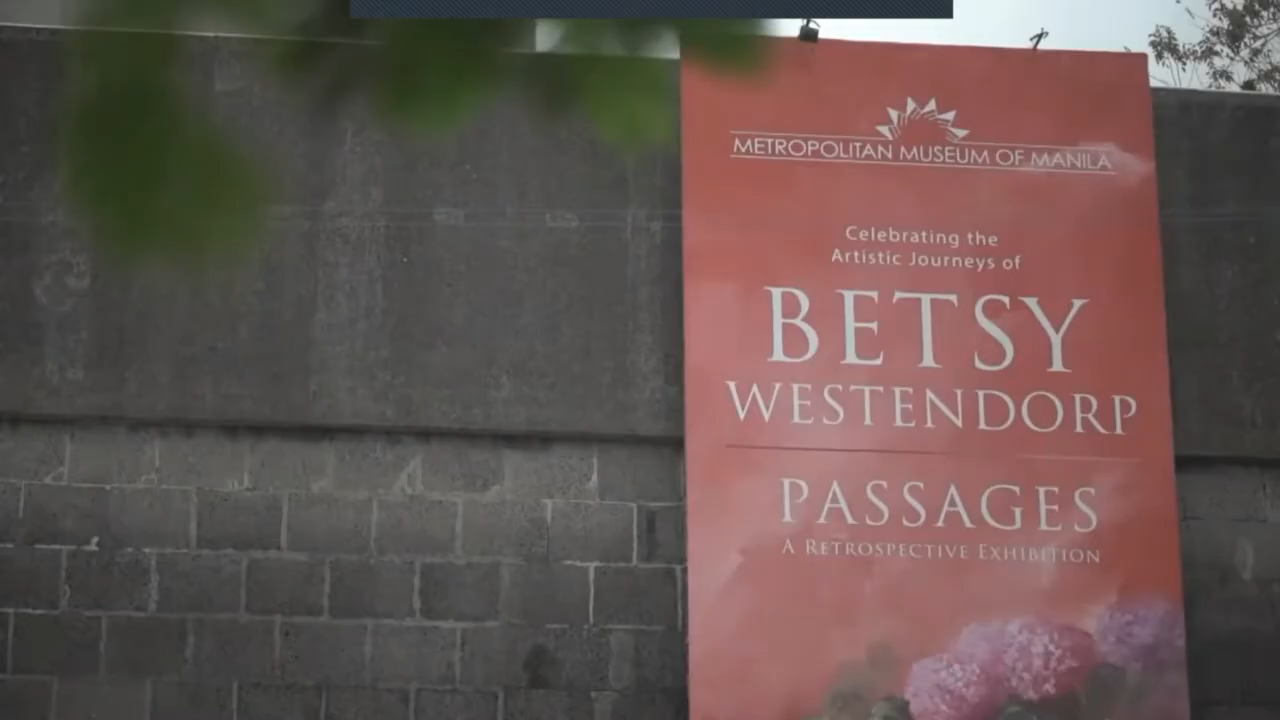 METROPOLITAN MUSEUM OF MANILA
Celebrating the
Artistic Journeys of
BETSY
WESTENDORP
PASSAGES
A RETROSPECTIVE EXHIBITION